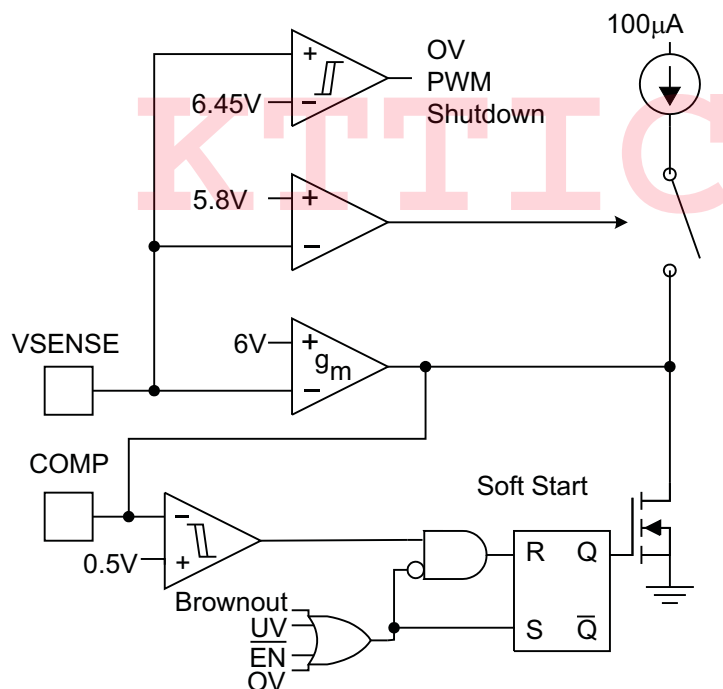 100µA
OV
PWM
Shutdown
+
6.45V
−
KTTIC
5.8V
+
−
VSENSE
6V
+
gm
−
COMP
Soft Start
−
0.5V
+
R Q
Brownout
UV
S Q̅
E̅N̅
OV